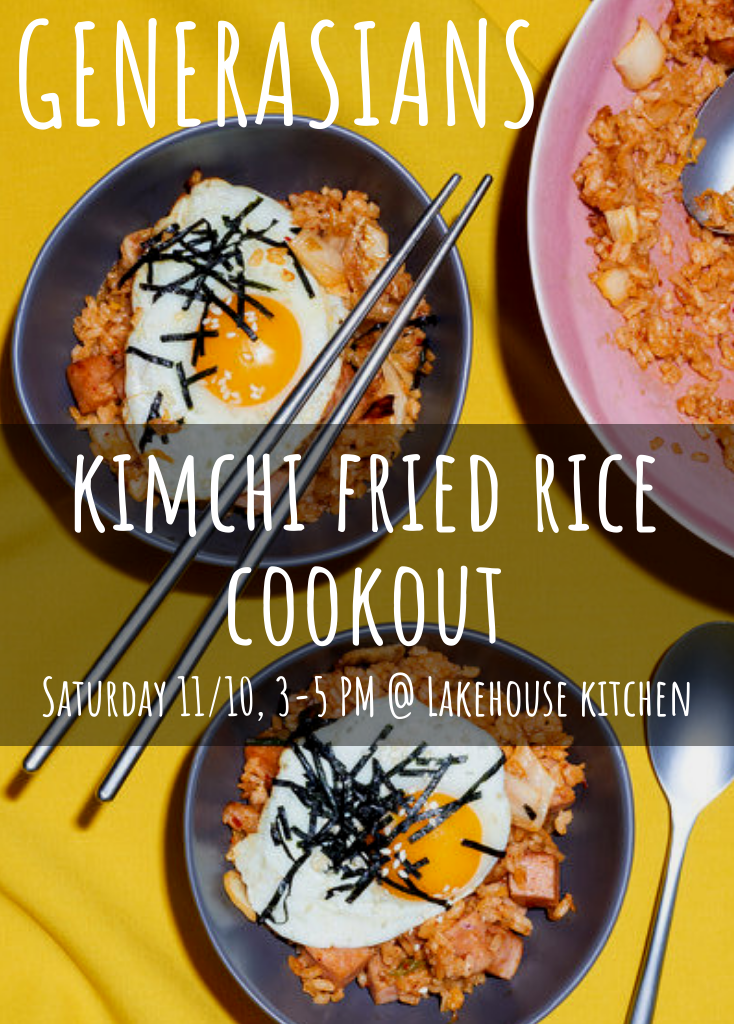 GENERASIANS
KIMCHI FRIED RICE
COOKOUT
SATURDAY 11/10, 3-5 PM @ LAKEHOUSE KITCHEN